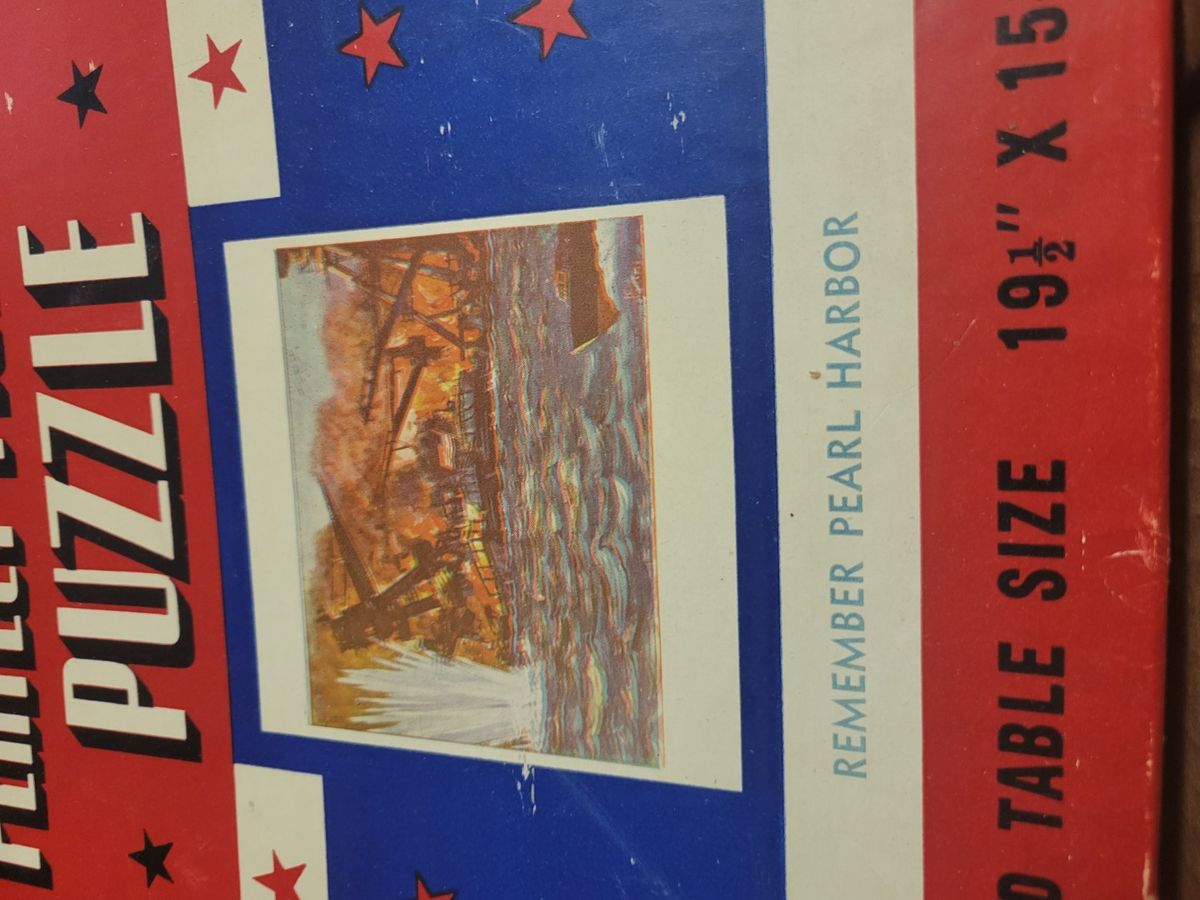 PUZZLE
REMEMBER PEARL HARBOR
TABLE SIZE 19½" X 15